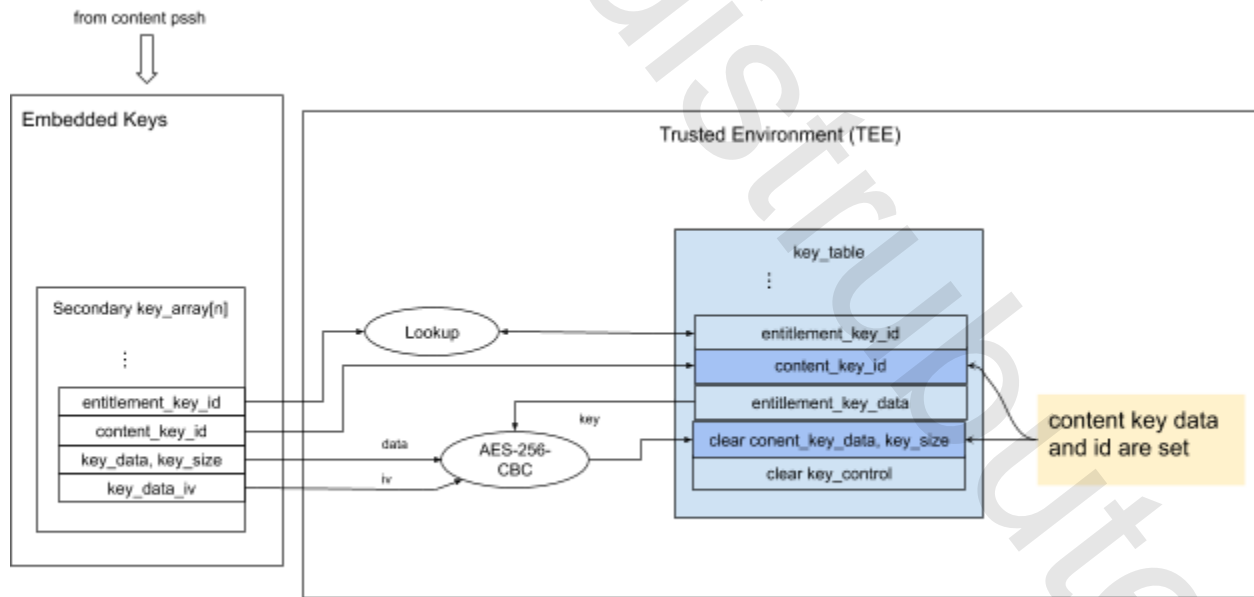 from content pssh
Embedded Keys
Trusted Environment (TEE)
key_table
⋮
Secondary key_array[n]
⋮
Lookup
entitlement_key_id
content_key_id
entitlement_key_data
clear conent_key_data, key_size
clear key_control
entitlement_key_id
content_key_id
key_data, key_size
key_data_iv
data
iv
key
AES-256-
CBC
content key data
and id are set
distribute